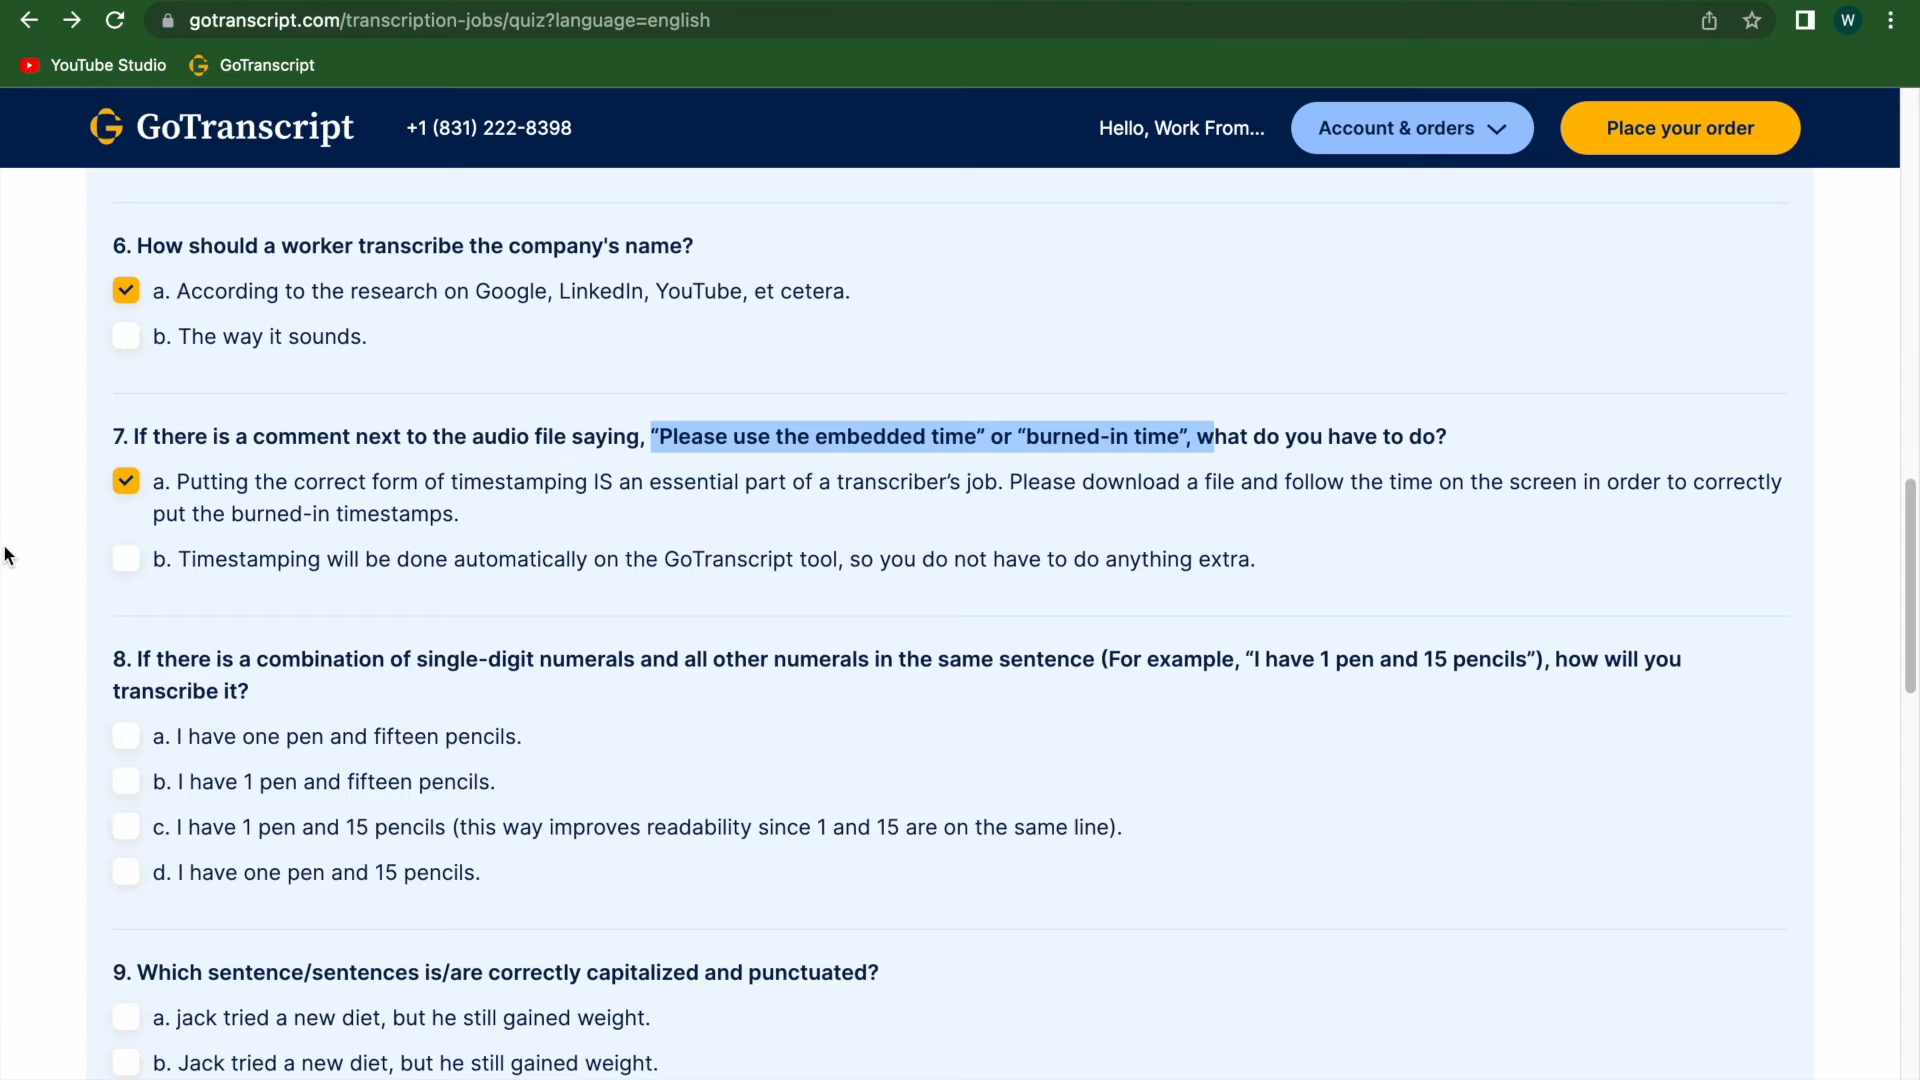 gotranscript.com/transcription-jobs/quiz?language=english
W
YouTube Studio
GoTranscript
GoTranscript
+1 (831) 222-8398
Hello, Work From...
Account & orders
Place your order
6. How should a worker transcribe the company's name?
a. According to the research on Google, LinkedIn, YouTube, et cetera.
b. The way it sounds.
7. If there is a comment next to the audio file saying, “Please use the embedded time” or “burned-in time”, what do you have to do?
a. Putting the correct form of timestamping IS an essential part of a transcriber’s job. Please download a file and follow the time on the screen in order to correctly
put the burned-in timestamps.
b. Timestamping will be done automatically on the GoTranscript tool, so you do not have to do anything extra.
8. If there is a combination of single-digit numerals and all other numerals in the same sentence (For example, “I have 1 pen and 15 pencils”), how will you
transcribe it?
a. I have one pen and fifteen pencils.
b. I have 1 pen and fifteen pencils.
c. I have 1 pen and 15 pencils (this way improves readability since 1 and 15 are on the same line).
d. I have one pen and 15 pencils.
9. Which sentence/sentences is/are correctly capitalized and punctuated?
a. jack tried a new diet, but he still gained weight.
b. Jack tried a new diet, but he still gained weight.